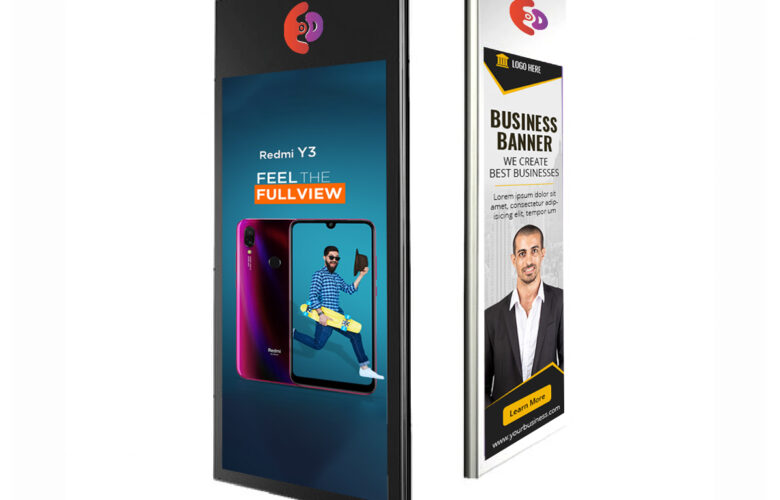 Redmi Y3
FEEL THE
FULLVIEW
Redmi
LOGO HERE
BUSINESS
BANNER
WE CREATE
BEST BUSINESSES
Lorem ipsum dolor sit
amet, consectetur adip-
isicing elit, tempor um
Learn More
www.yourbusiness.com